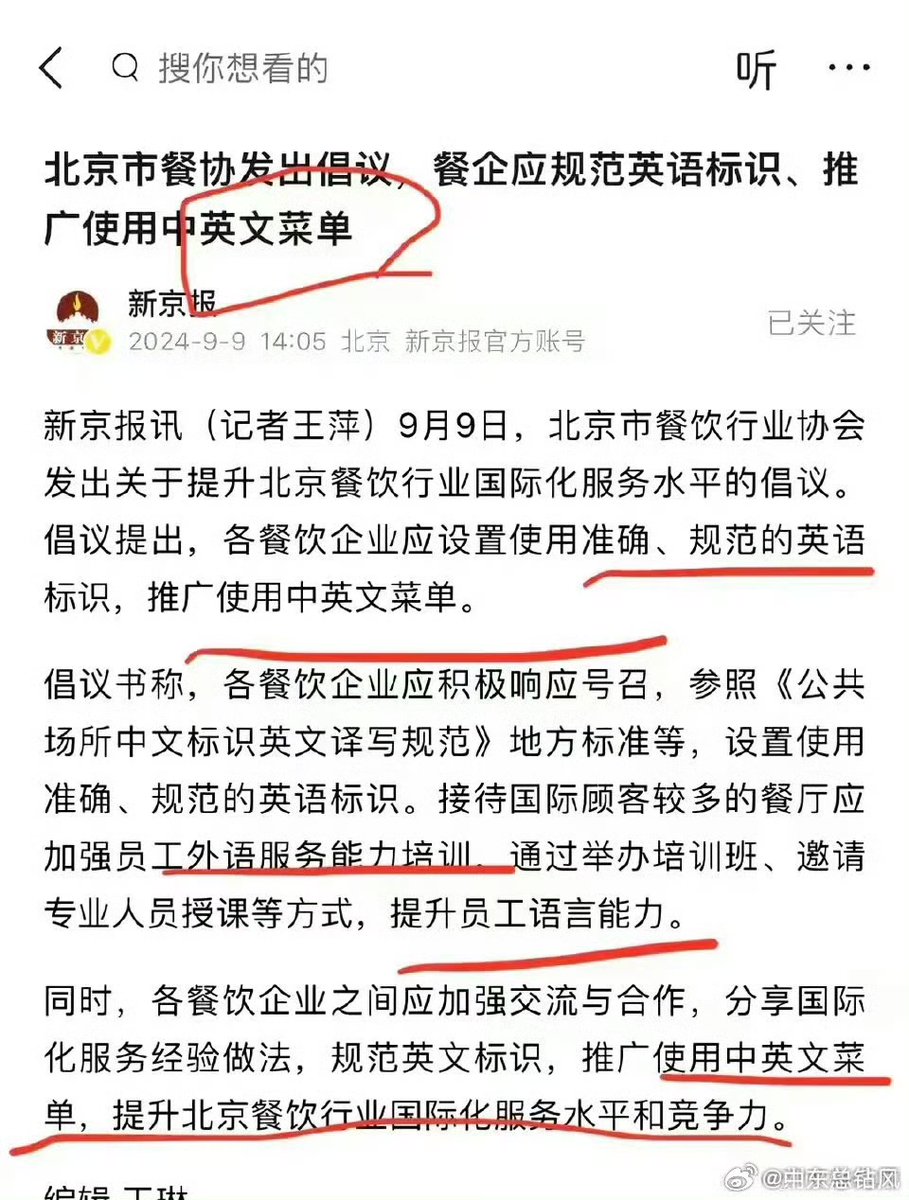 搜你想看的 听
北京市餐协发出倡议，餐企应规范英语标识、推
广使用中英文菜单
新京报
2024-9-9 14:05 北京 新京报官方账号
已关注
新京报讯（记者王萍）9月9日，北京市餐饮行业协会
发出关于提升北京餐饮行业国际化服务水平的倡议。
倡议提出，各餐饮企业应设置使用准确、规范的英语
标识，推广使用中英文菜单。
倡议书称，各餐饮企业应积极响应号召，参照《公共
场所中文标识英文译写规范》地方标准等，设置使用
准确、规范的英语标识。接待国际顾客较多的餐厅应
加强员工外语服务能力培训，通过举办培训班、邀请
专业人员授课等方式，提升员工语言能力。
同时，各餐饮企业之间应加强交流与合作，分享国际
化服务经验做法，规范英文标识，推广使用中英文菜
单，提升北京餐饮行业国际化服务水平和竞争力。
编辑 王琳
@中东总钻风